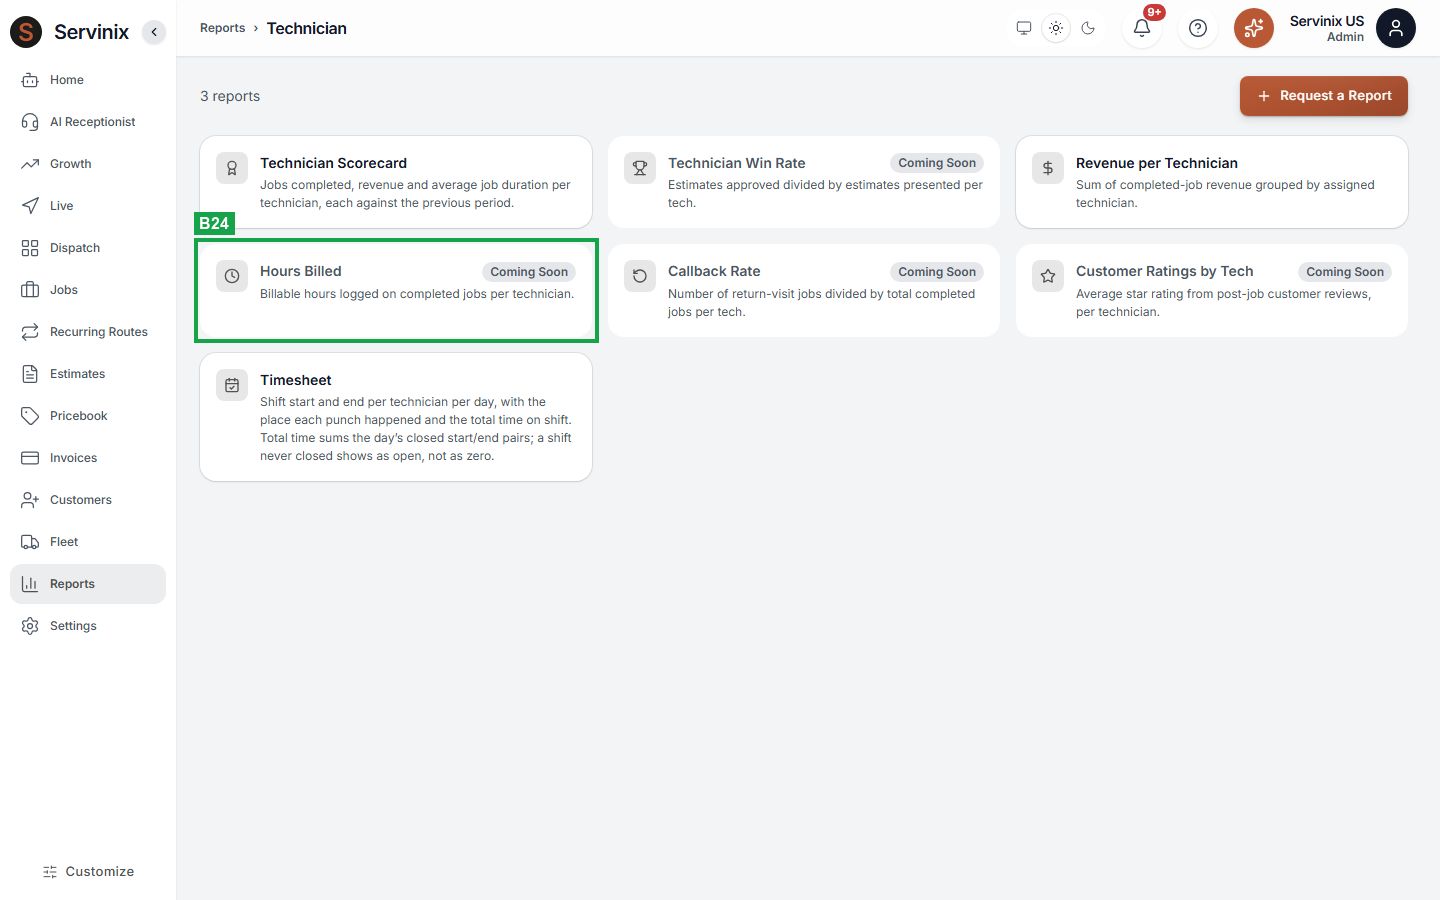 Servinix
Home
AI Receptionist
Growth
Live
Dispatch
Jobs
Recurring Routes
Estimates
Pricebook
Invoices
Customers
Fleet
Reports
Settings
Customize
Reports › Technician
9+
Servinix US
Admin
3 reports
+ Request a Report
Technician Scorecard
Jobs completed, revenue and average job duration per
technician, each against the previous period.
Technician Win Rate
Coming Soon
Estimates approved divided by estimates presented per
tech.
Revenue per Technician
Sum of completed-job revenue grouped by assigned
technician.
B24
Hours Billed
Coming Soon
Billable hours logged on completed jobs per technician.
Callback Rate
Coming Soon
Number of return-visit jobs divided by total completed
jobs per tech.
Customer Ratings by Tech
Coming Soon
Average star rating from post-job customer reviews,
per technician.
Timesheet
Shift start and end per technician per day, with the
place each punch happened and the total time on shift.
Total time sums the day's closed start/end pairs; a shift
never closed shows as open, not as zero.